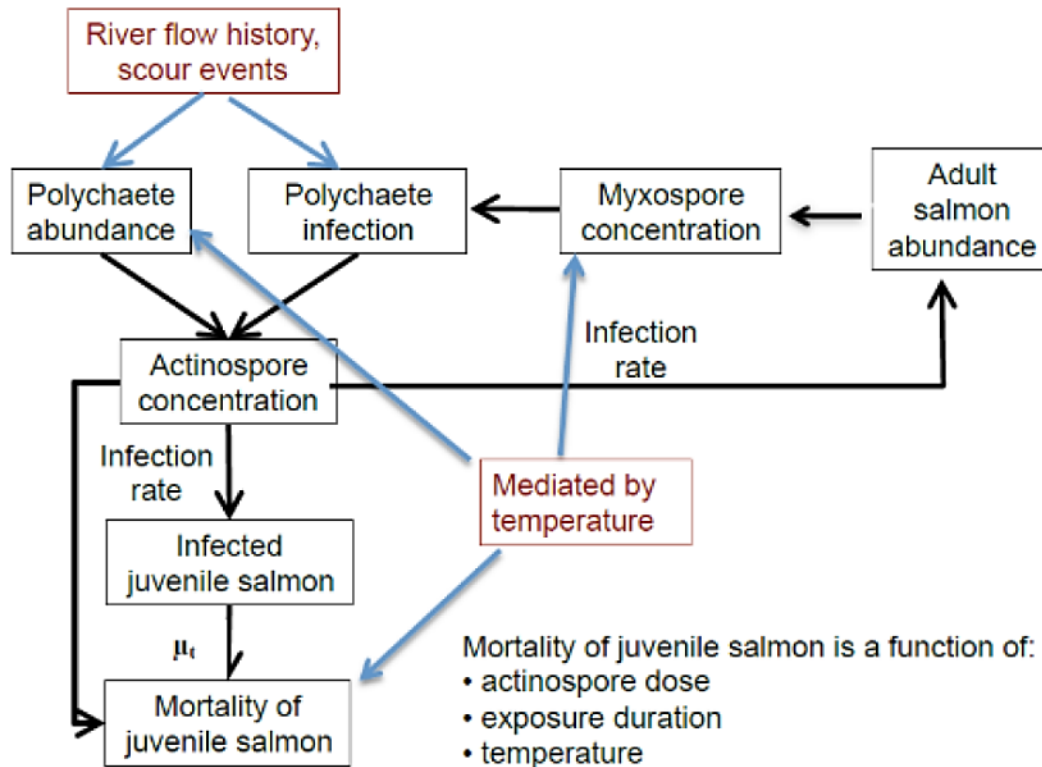 River flow history,
scour events
Polychaete
abundance
Polychaete
infection
Myxospore
concentration
Adult
salmon
abundance
Infection
rate
Actinospore
concentration
Infection
rate
Mediated by
temperature
Infected
juvenile salmon
μt
Mortality of
juvenile salmon
Mortality of juvenile salmon is a function of:
• actinospore dose
• exposure duration
• temperature